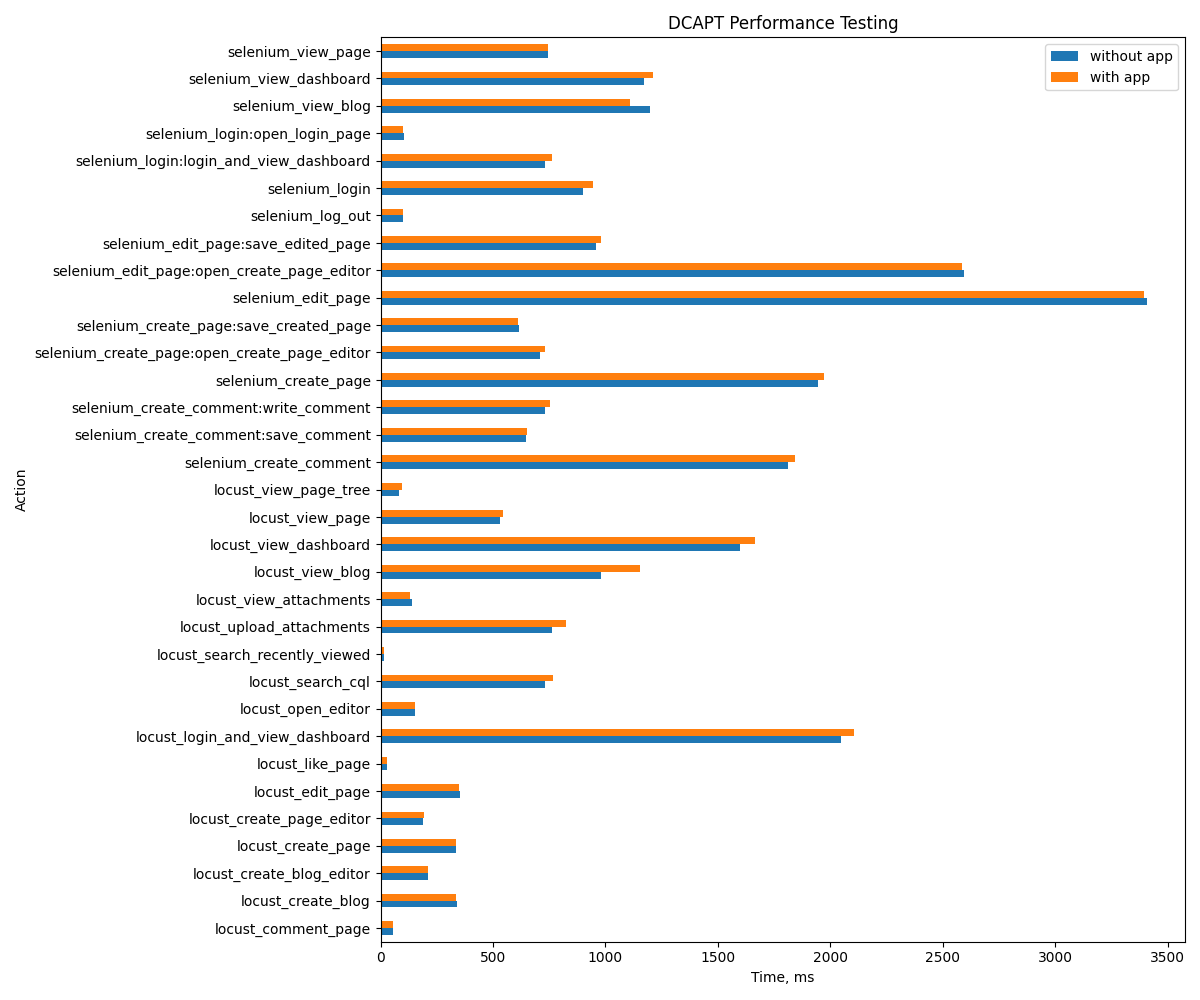 DCAPT Performance Testing
without app
with app
selenium_view_page
selenium_view_dashboard
selenium_view_blog
selenium_login:open_login_page
selenium_login:login_and_view_dashboard
selenium_login
selenium_log_out
selenium_edit_page:save_edited_page
selenium_edit_page:open_create_page_editor
selenium_edit_page
selenium_create_page:save_created_page
selenium_create_page:open_create_page_editor
selenium_create_page
selenium_create_comment:write_comment
selenium_create_comment:save_comment
selenium_create_comment
locust_view_page_tree
locust_view_page
locust_view_dashboard
locust_view_blog
locust_view_attachments
locust_upload_attachments
locust_search_recently_viewed
locust_search_cql
locust_open_editor
locust_login_and_view_dashboard
locust_like_page
locust_edit_page
locust_create_page_editor
locust_create_page
locust_create_blog_editor
locust_create_blog
locust_comment_page
Action
0 500 1000 1500 2000 2500 3000 3500
Time, ms